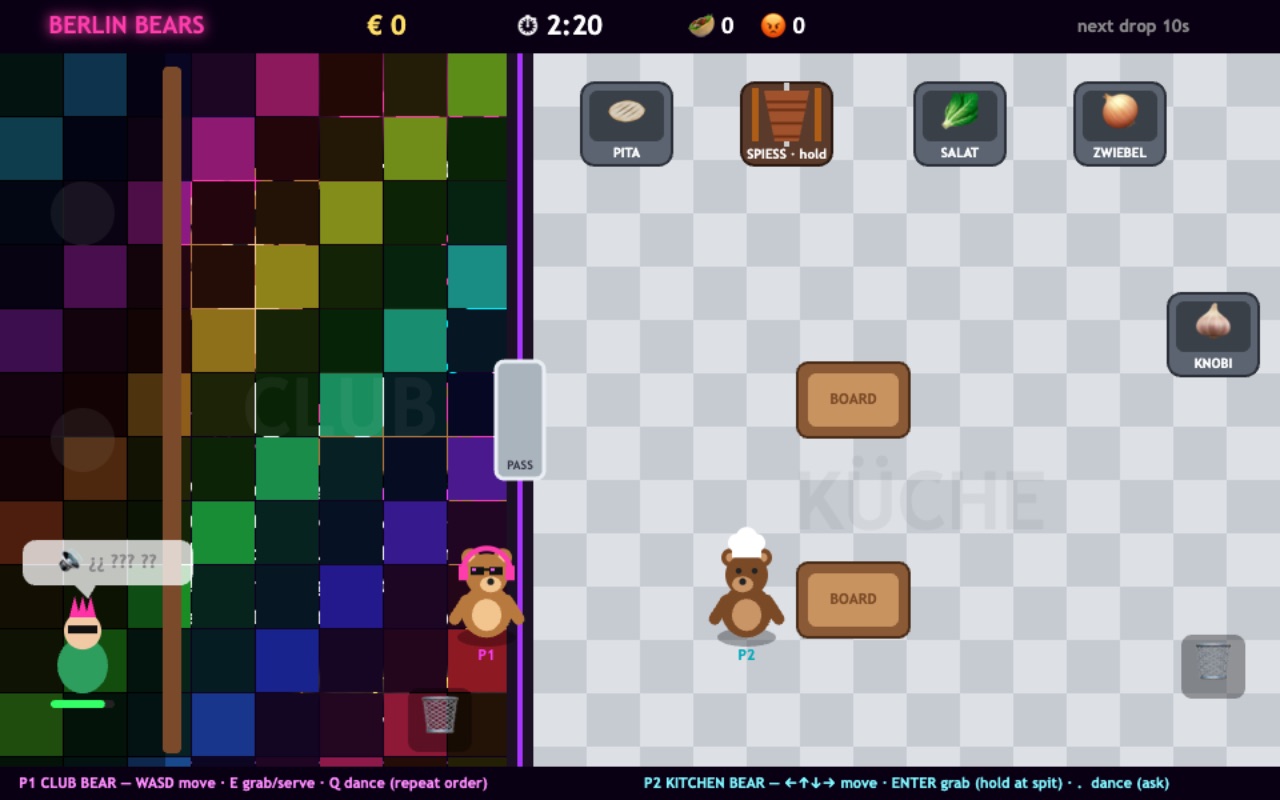 BERLIN BEARS
€ 0
2:20
0
0
next drop 10s
PITA
SPIESS · hold
SALAT
ZWIEBEL
KNOBI
CLUB
PASS
BOARD
KÜCHE
¿¿ ??? ??
BOARD
P1
P2
P1 CLUB BEAR — WASD move · E grab/serve · Q dance (repeat order)
P2 KITCHEN BEAR — ←↑↓→ move · ENTER grab (hold at spit) · . dance (ask)